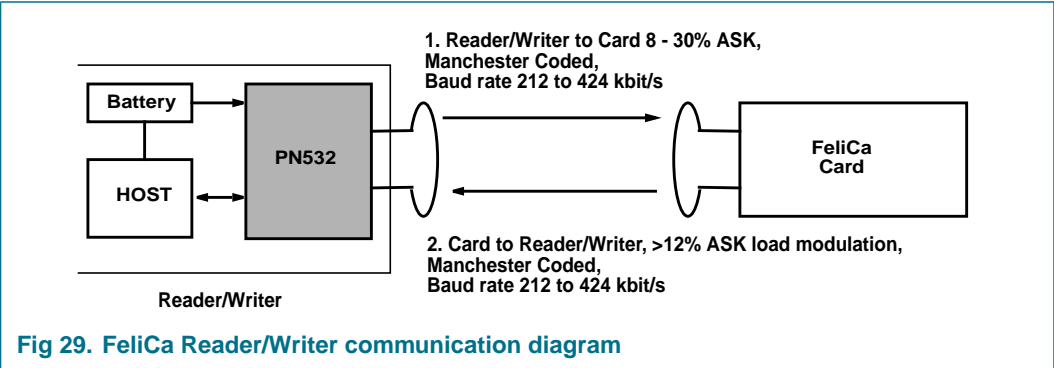 1. Reader/Writer to Card 8 - 30% ASK,
Manchester Coded,
Baud rate 212 to 424 kbit/s
Battery
PN532
HOST
FeliCa
Card
2. Card to Reader/Writer, >12% ASK load modulation,
Manchester Coded,
Baud rate 212 to 424 kbit/s
Reader/Writer
Fig 29. FeliCa Reader/Writer communication diagram